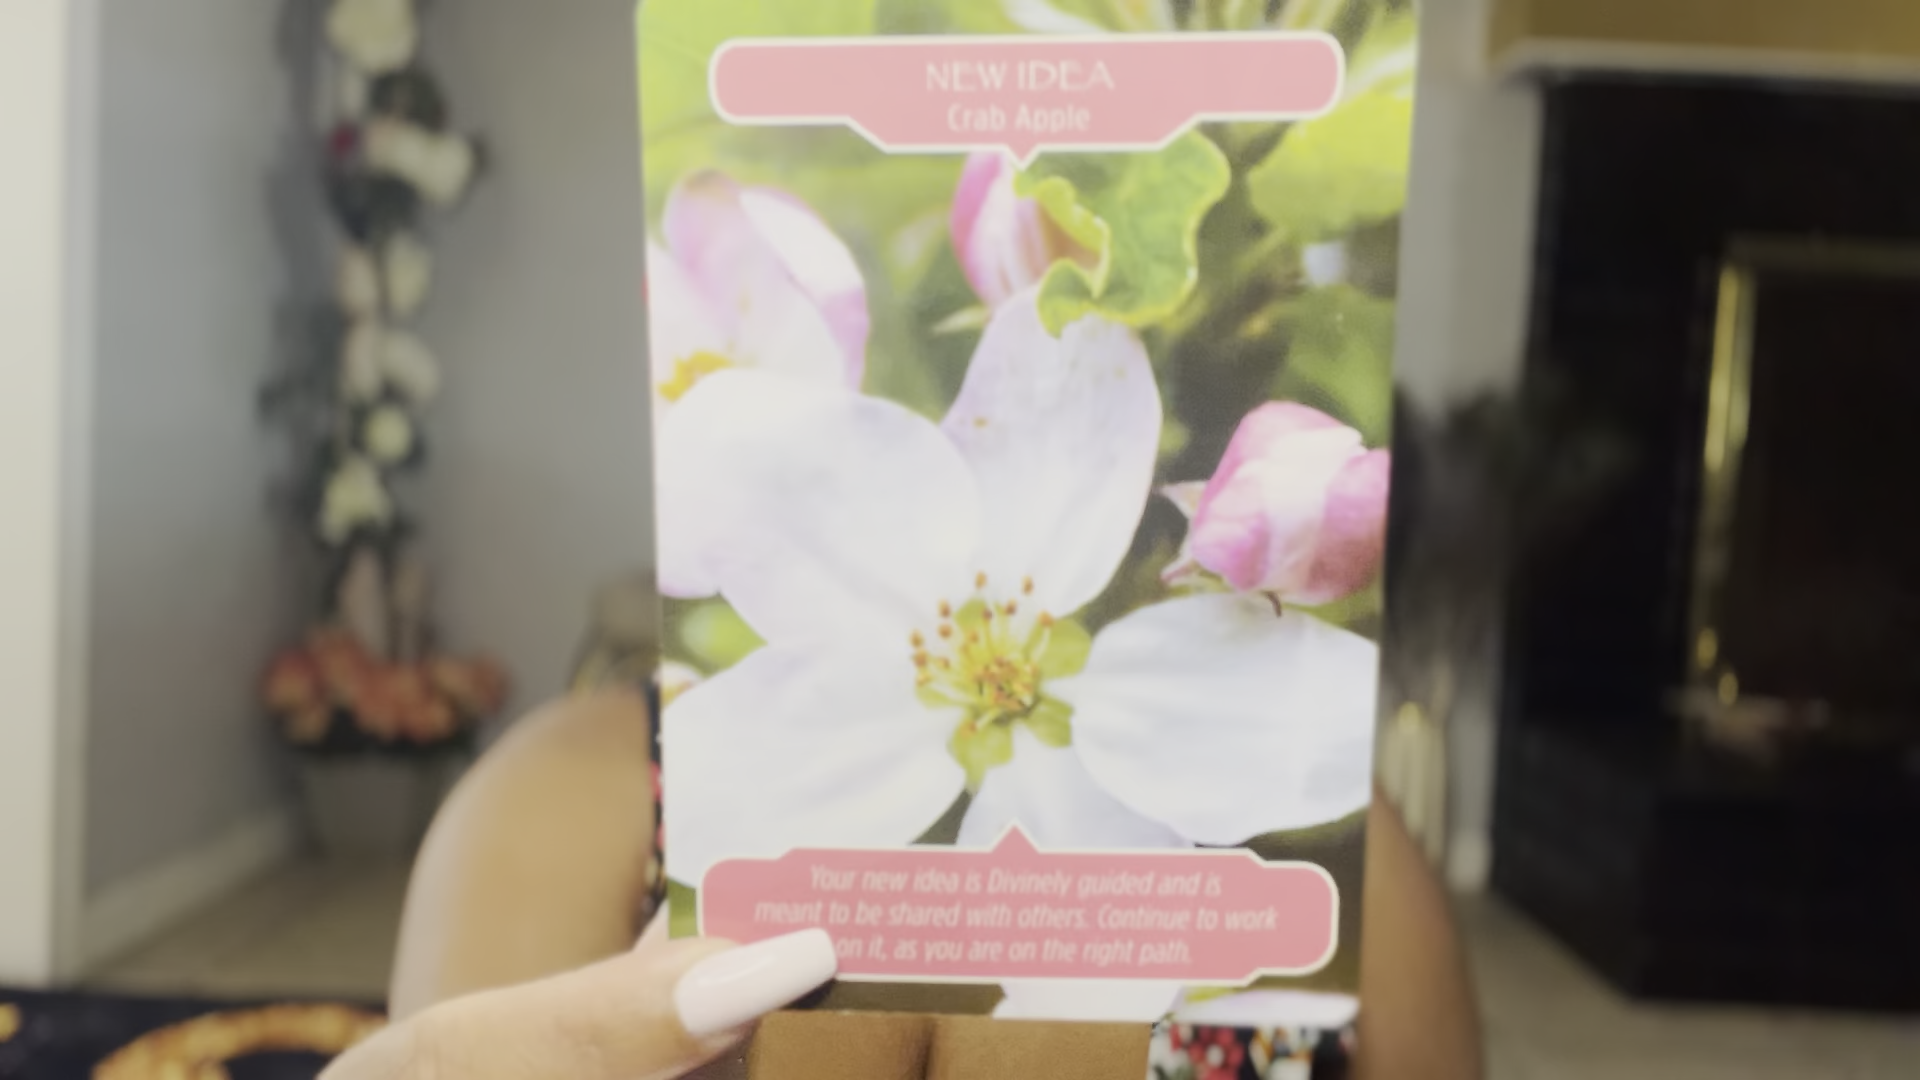 NEW IDEA
Crab Apple
Your new idea is Divinely guided and is
meant to be shared with others. Continue to work
on it, as you are on the right path.